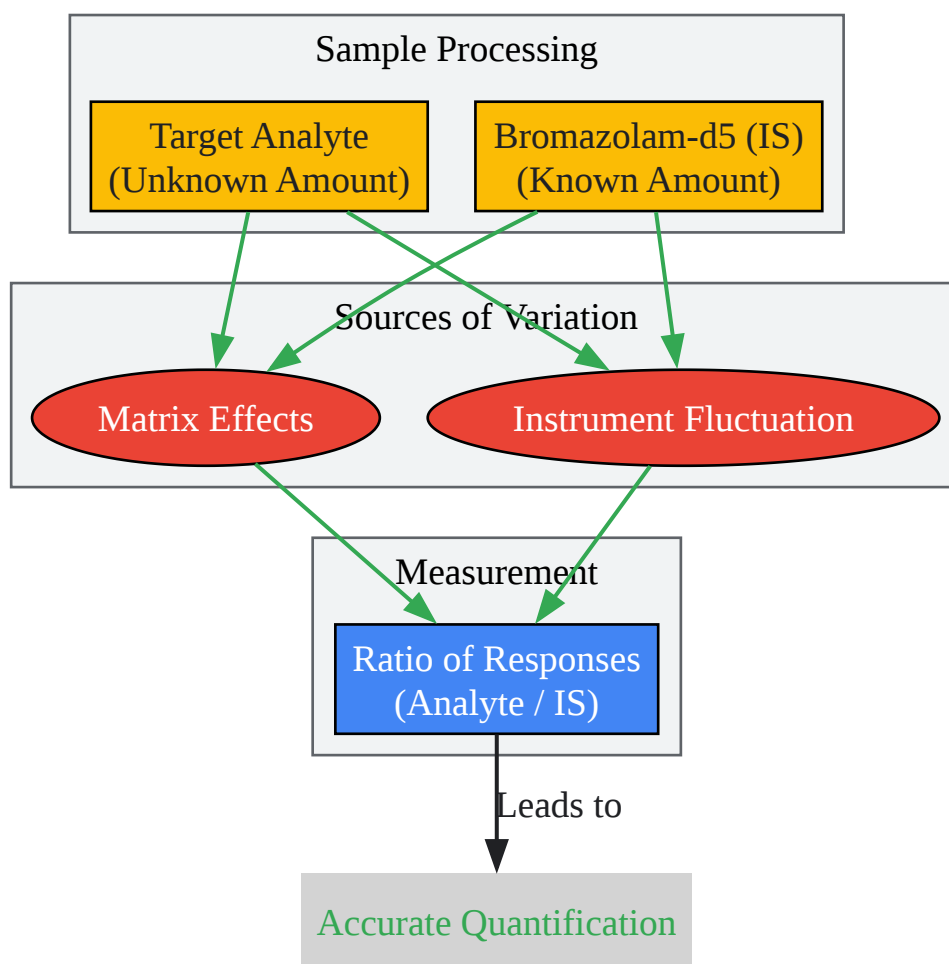 Sample Processing
Target Analyte
(Unknown Amount)
Bromazolam-d5 (IS)
(Known Amount)
Sources of Variation
Matrix Effects
Instrument Fluctuation
Measurement
Ratio of Responses
(Analyte / IS)
Leads to
Accurate Quantification